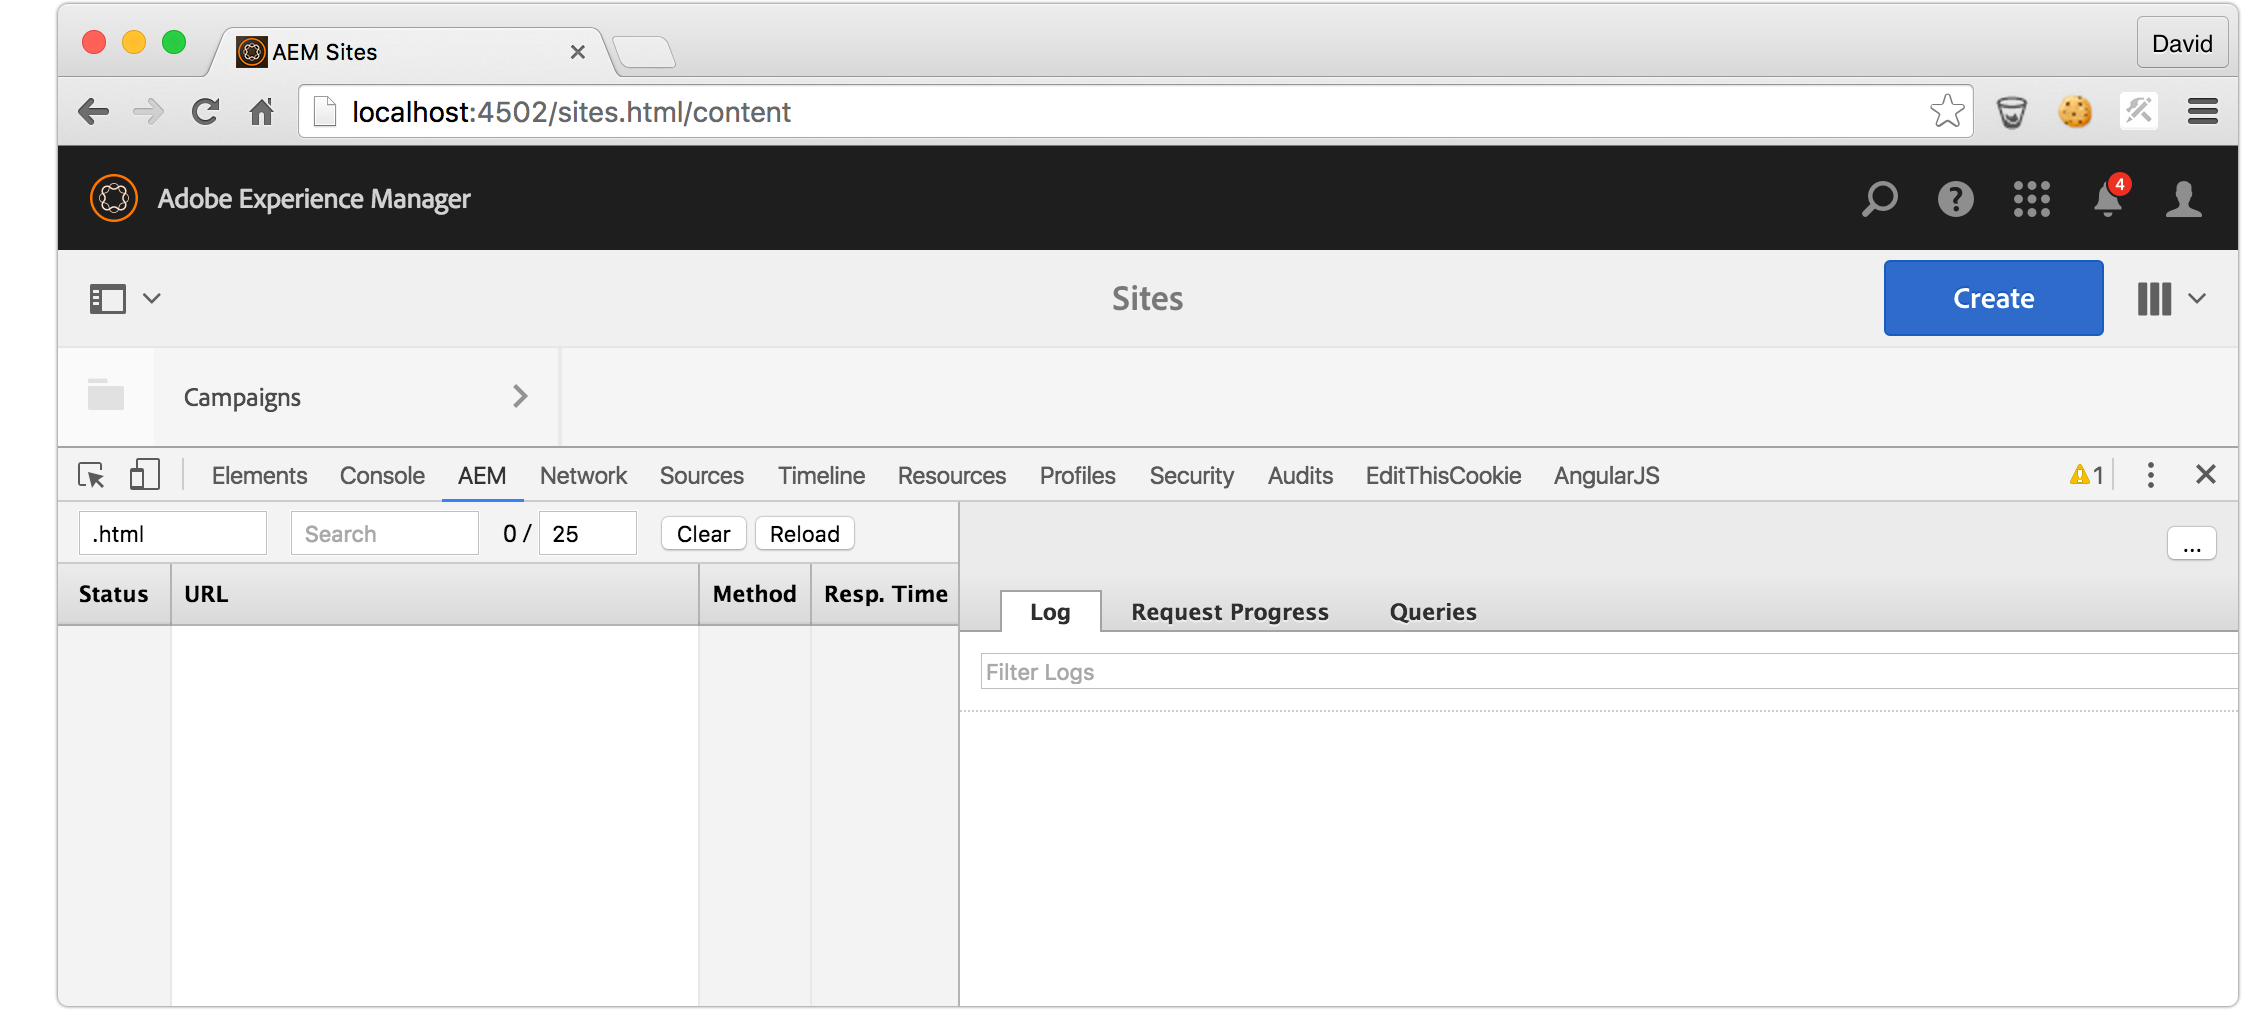 AEM Sites
David
localhost:4502/sites.html/content
Adobe Experience Manager
4
Sites
Create
Campaigns
Elements Console AEM Network Sources Timeline Resources Profiles Security Audits EditThisCookie AngularJS 1
.html Search 0 / 25 Clear Reload
...
Status URL Method Resp. Time
Log Request Progress Queries
Filter Logs